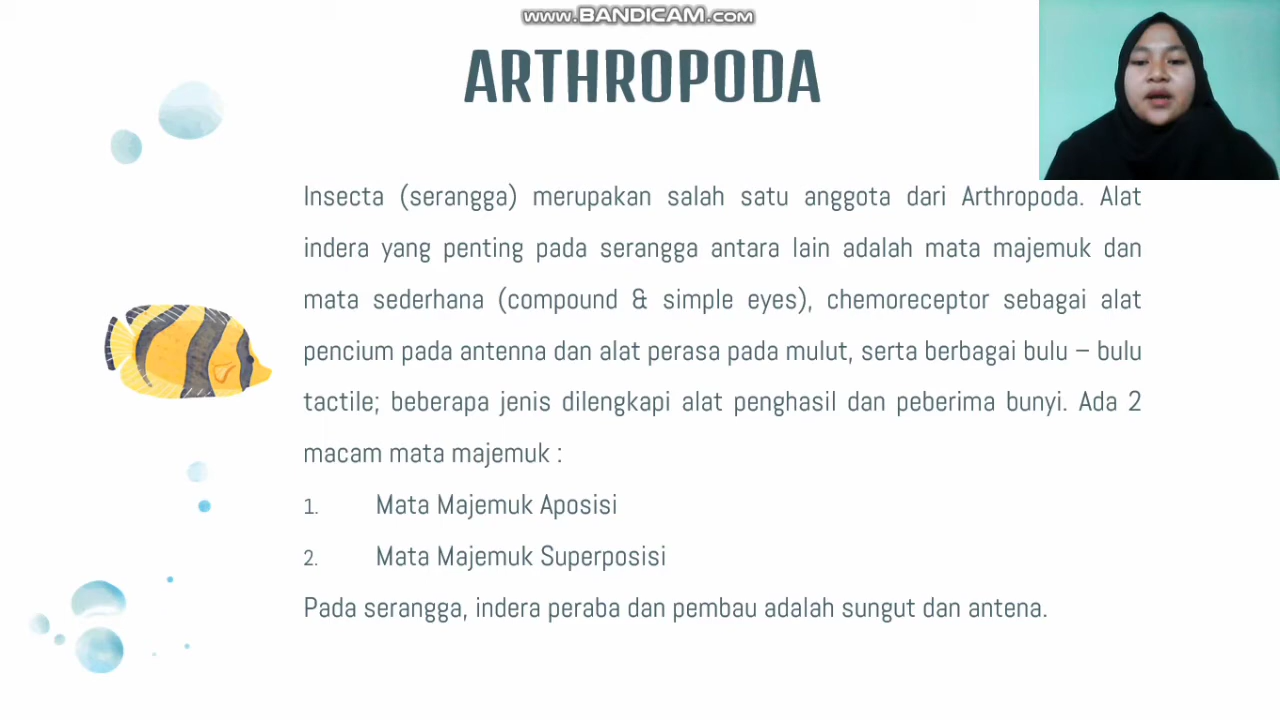 www.BANDICAM.com
ARTHROPODA
Insecta (serangga) merupakan salah satu anggota dari Arthropoda. Alat
indera yang penting pada serangga antara lain adalah mata majemuk dan
mata sederhana (compound & simple eyes), chemoreceptor sebagai alat
pencium pada antenna dan alat perasa pada mulut, serta berbagai bulu – bulu
tactile; beberapa jenis dilengkapi alat penghasil dan peberima bunyi. Ada 2
macam mata majemuk :
1. Mata Majemuk Aposisi
2. Mata Majemuk Superposisi
Pada serangga, indera peraba dan pembau adalah sungut dan antena.